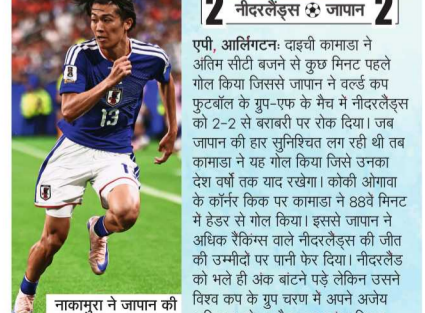 2 नीदरलैंड्स जापान 2
एपी, आर्लिंगटनः दाइची कामाडा ने
अंतिम सीटी बजने से कुछ मिनट पहले
गोल किया जिससे जापान ने वर्ल्ड कप
फुटबॉल के ग्रुप-एफ के मैच में नीदरलैंड्स
को 2-2 से बराबरी पर रोक दिया। जब
जापान की हार सुनिश्चित लग रही थी तब
कामाडा ने यह गोल किया जिसे उनका
देश वर्षो तक याद रखेगा। कोकी ओगावा
के कॉर्नर किक पर कामाडा ने 88वें मिनट
में हेडर से गोल किया। इससे जापान ने
अधिक रैकिंग्स वाले नीदरलैंड्स की जीत
की उम्मीदों पर पानी फेर दिया। नीदरलैंड
को भले ही अंक बांटने पड़े लेकिन उसने
विश्व कप के ग्रुप चरण में अपने अजेय
13
नाकामुरा ने जापान की